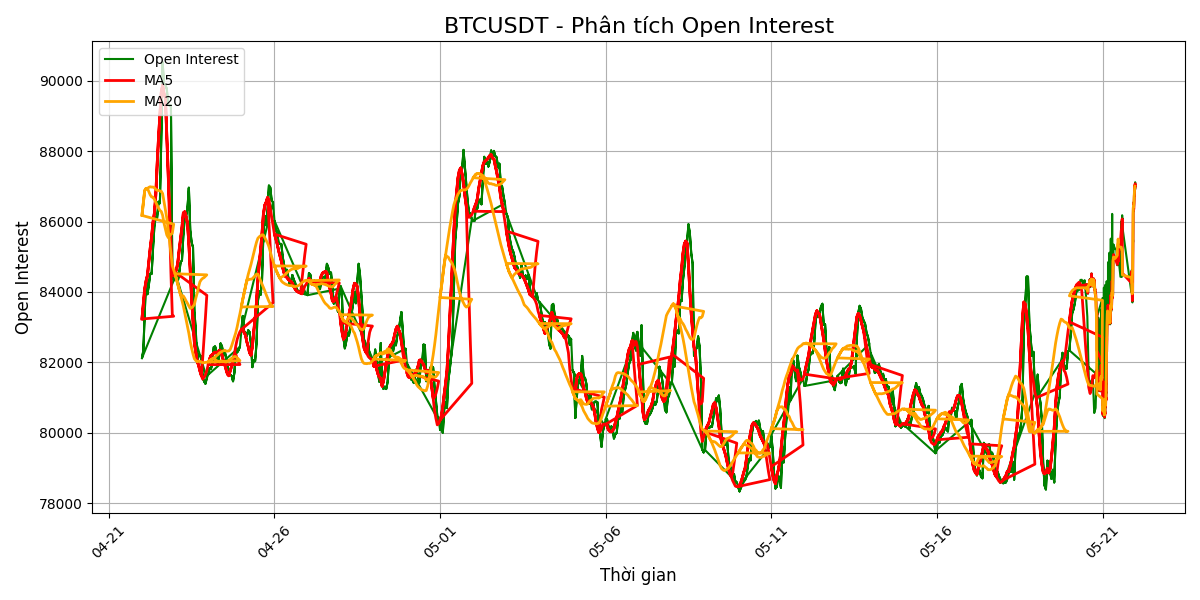 BTCUSDT - Phân tích Open Interest
Open Interest
MA5
MA20
Open Interest
90000
88000
86000
84000
82000
80000
78000
04-21
04-26
05-01
05-06
05-11
05-16
05-21
Thời gian